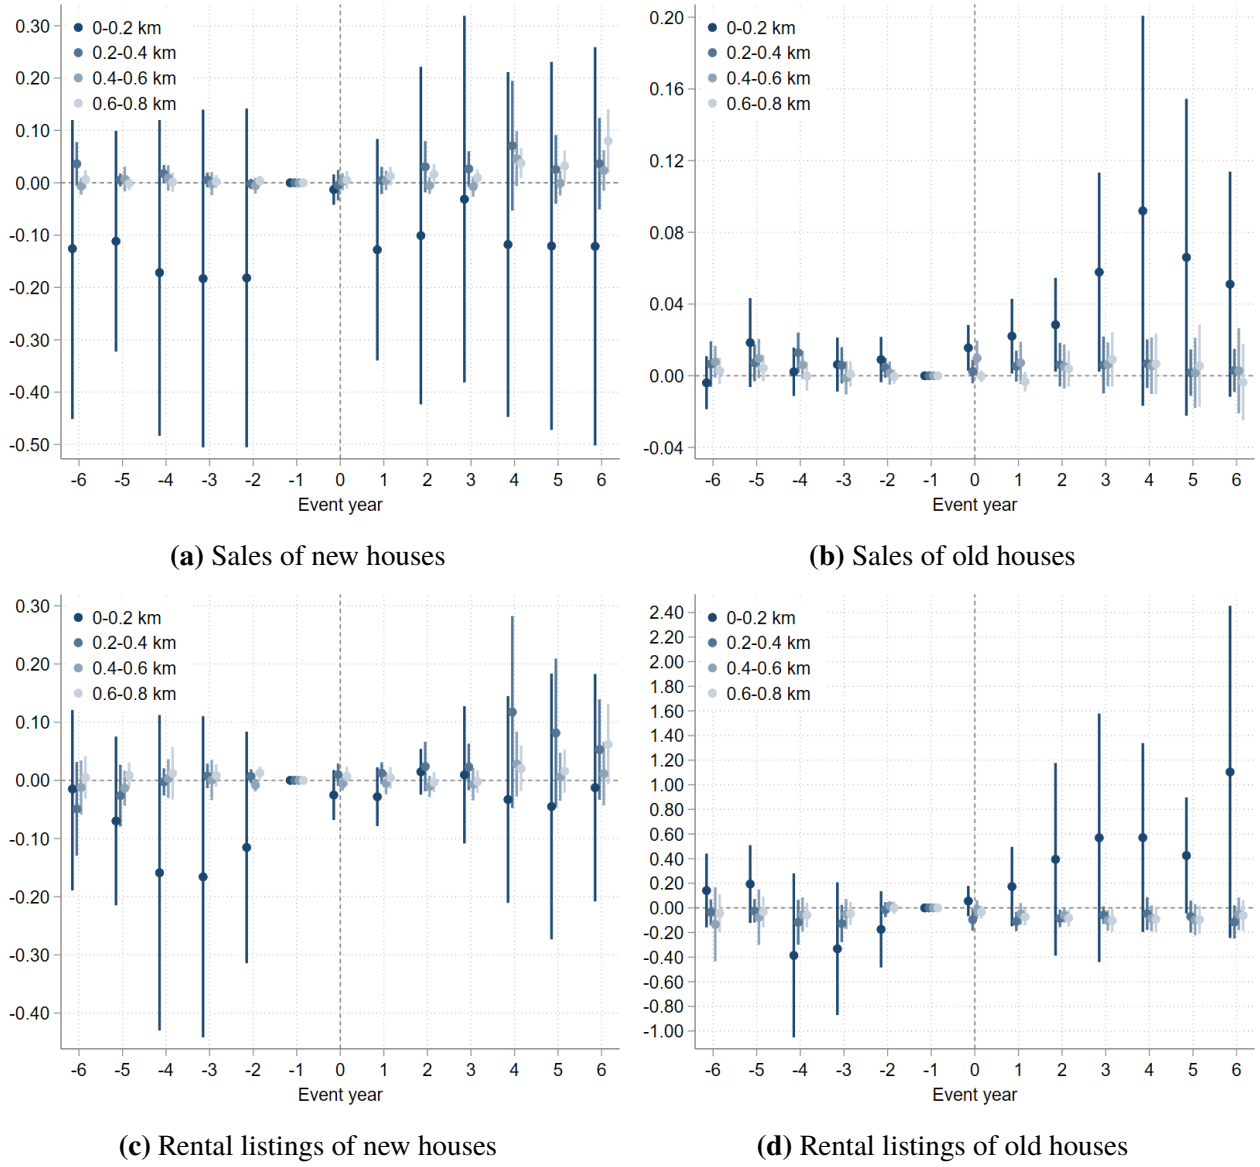 0.30
0.20
0.10
0.00
-0.10
-0.20
-0.30
-0.40
-0.50
0-0.2 km
0.2-0.4 km
0.4-0.6 km
0.6-0.8 km
-6 -5 -4 -3 -2 -1 0 1 2 3 4 5 6
Event year
(a) Sales of new houses
0.20
0.16
0.12
0.08
0.04
0.00
-0.04
0-0.2 km
0.2-0.4 km
0.4-0.6 km
0.6-0.8 km
-6 -5 -4 -3 -2 -1 0 1 2 3 4 5 6
Event year
(b) Sales of old houses
0.30
0.20
0.10
0.00
-0.10
-0.20
-0.30
-0.40
0-0.2 km
0.2-0.4 km
0.4-0.6 km
0.6-0.8 km
-6 -5 -4 -3 -2 -1 0 1 2 3 4 5 6
Event year
(c) Rental listings of new houses
2.40
2.20
2.00
1.80
1.60
1.40
1.20
1.00
0.80
0.60
0.40
0.20
0.00
-0.20
-0.40
-0.60
-0.80
-1.00
0-0.2 km
0.2-0.4 km
0.4-0.6 km
0.6-0.8 km
-6 -5 -4 -3 -2 -1 0 1 2 3 4 5 6
Event year
(d) Rental listings of old houses